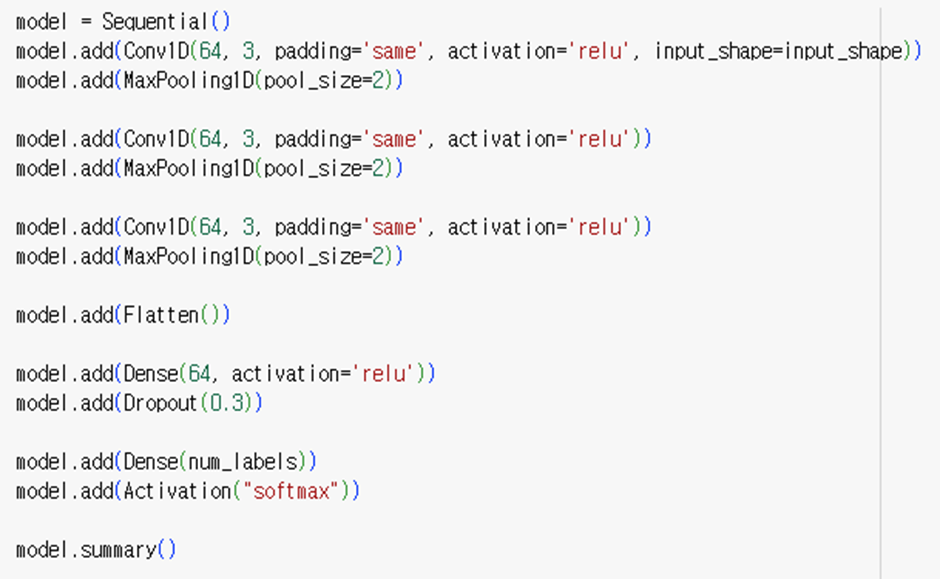 model = Sequential()
model.add(Conv1D(64, 3, padding='same', activation='relu', input_shape=input_shape))
model.add(MaxPooling1D(pool_size=2))
model.add(Conv1D(64, 3, padding='same', activation='relu'))
model.add(MaxPooling1D(pool_size=2))
model.add(Conv1D(64, 3, padding='same', activation='relu'))
model.add(MaxPooling1D(pool_size=2))
model.add(Flatten())
model.add(Dense(64, activation='relu'))
model.add(Dropout(0.3))
model.add(Dense(num_labels))
model.add(Activation("softmax"))
model.summary()